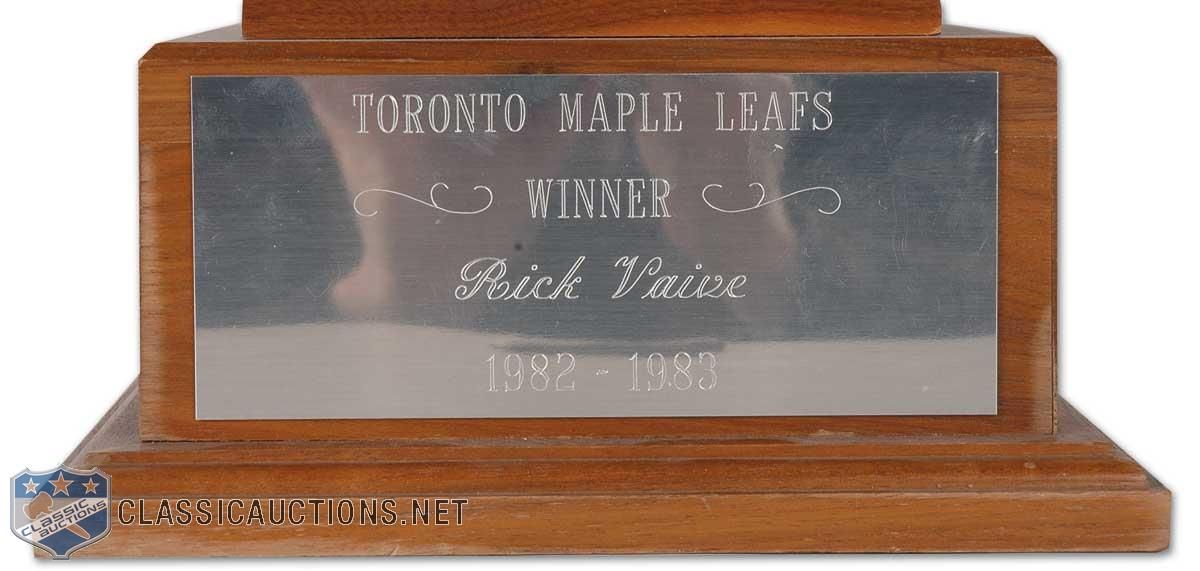 TORONTO MAPLE LEAFS
WINNER
Rick Vaive
1982 - 1983
CLASSIC AUCTIONS
CLASSICAUCTIONS.NET